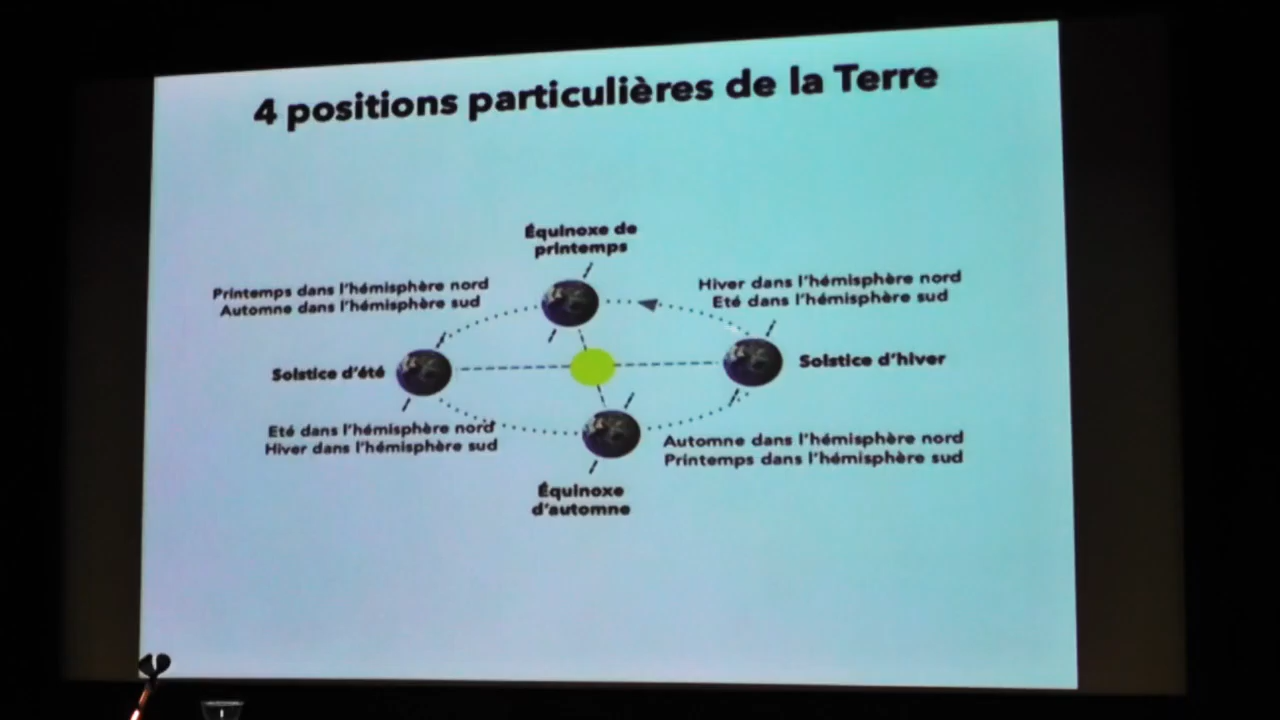 4 positions particulières de la Terre
Équinoxe de
printemps
Printemps dans l'hémisphère nord
Automne dans l'hémisphère sud
Hiver dans l'hémisphère nord
Eté dans l'hémisphère sud
Solstice d'été
Solstice d'hiver
Eté dans l'hémisphère nord
Hiver dans l'hémisphère sud
Automne dans l'hémisphère nord
Printemps dans l'hémisphère sud
Équinoxe
d'automne